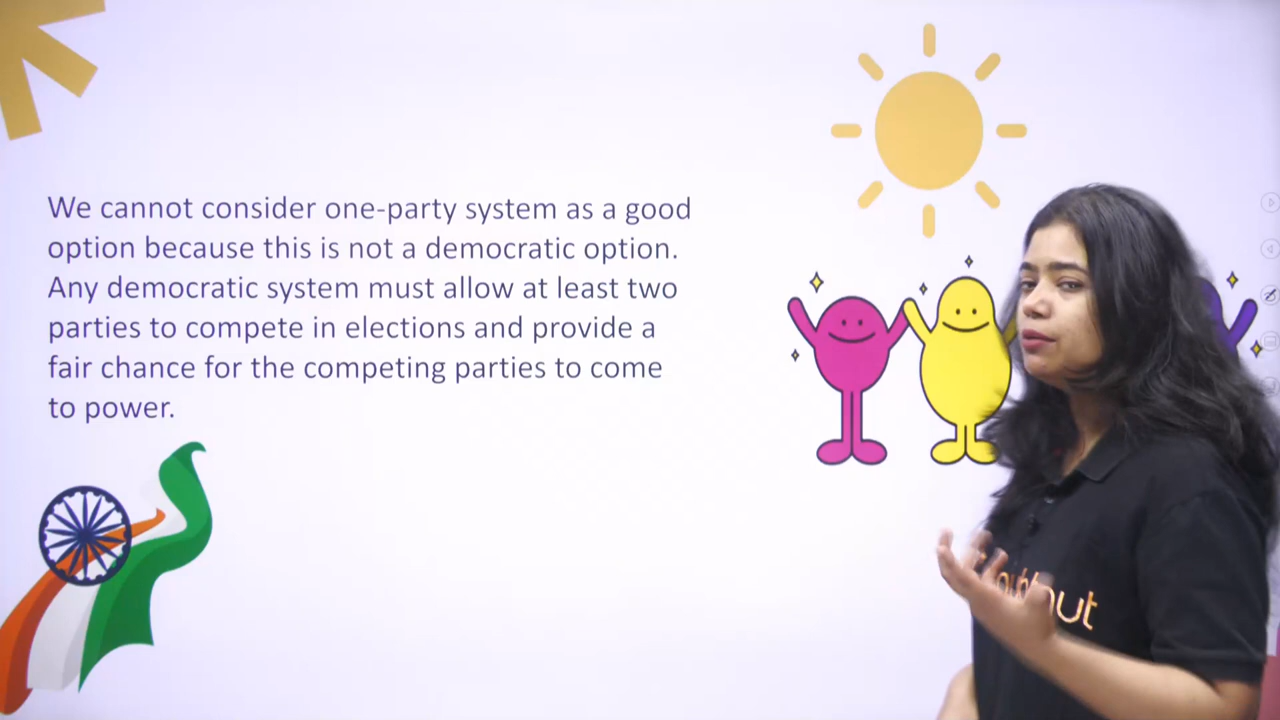 We cannot consider one-party system as a good
option because this is not a democratic option.
Any democratic system must allow at least two
parties to compete in elections and provide a
fair chance for the competing parties to come
to power.